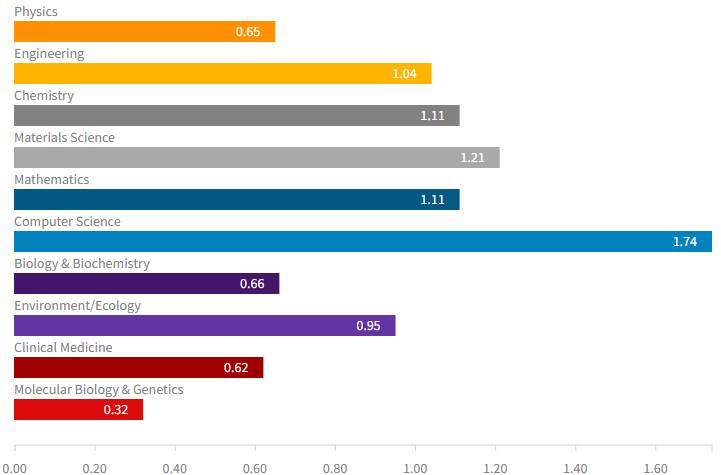 Physics
0.65
Engineering
1.04
Chemistry
1.11
Materials Science
1.21
Mathematics
1.11
Computer Science
1.74
Biology & Biochemistry
0.66
Environment/Ecology
0.95
Clinical Medicine
0.62
Molecular Biology & Genetics
0.32
0.00 0.20 0.40 0.60 0.80 1.00 1.20 1.40 1.60